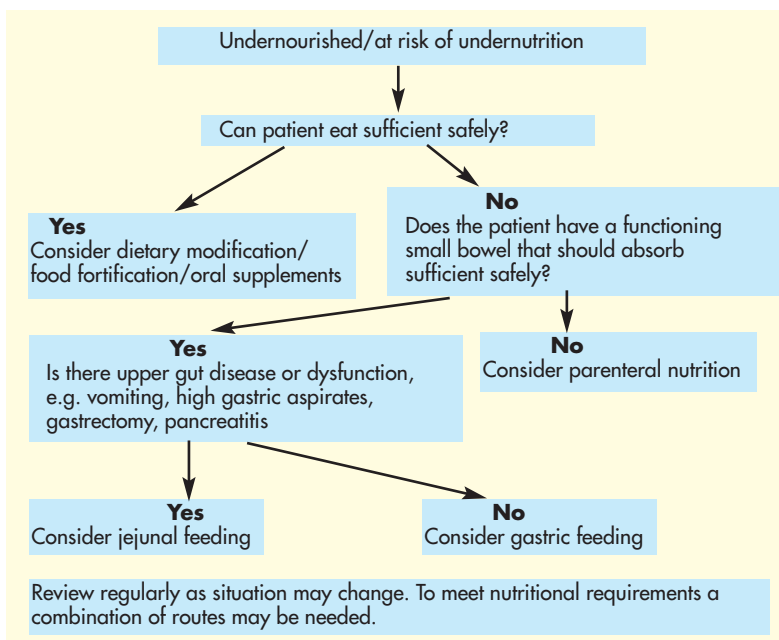 Undernourished/at risk of undernutrition
Can patient eat sufficient safely?
Yes
Consider dietary modification/
food fortification/oral supplements
No
Does the patient have a functioning
small bowel that should absorb
sufficient safely?
Yes
Is there upper gut disease or dysfunction,
e.g. vomiting, high gastric aspirates,
gastrectomy, pancreatitis
No
Consider parenteral nutrition
Yes
Consider jejunal feeding
No
Consider gastric feeding
Review regularly as situation may change. To meet nutritional requirements a
combination of routes may be needed.